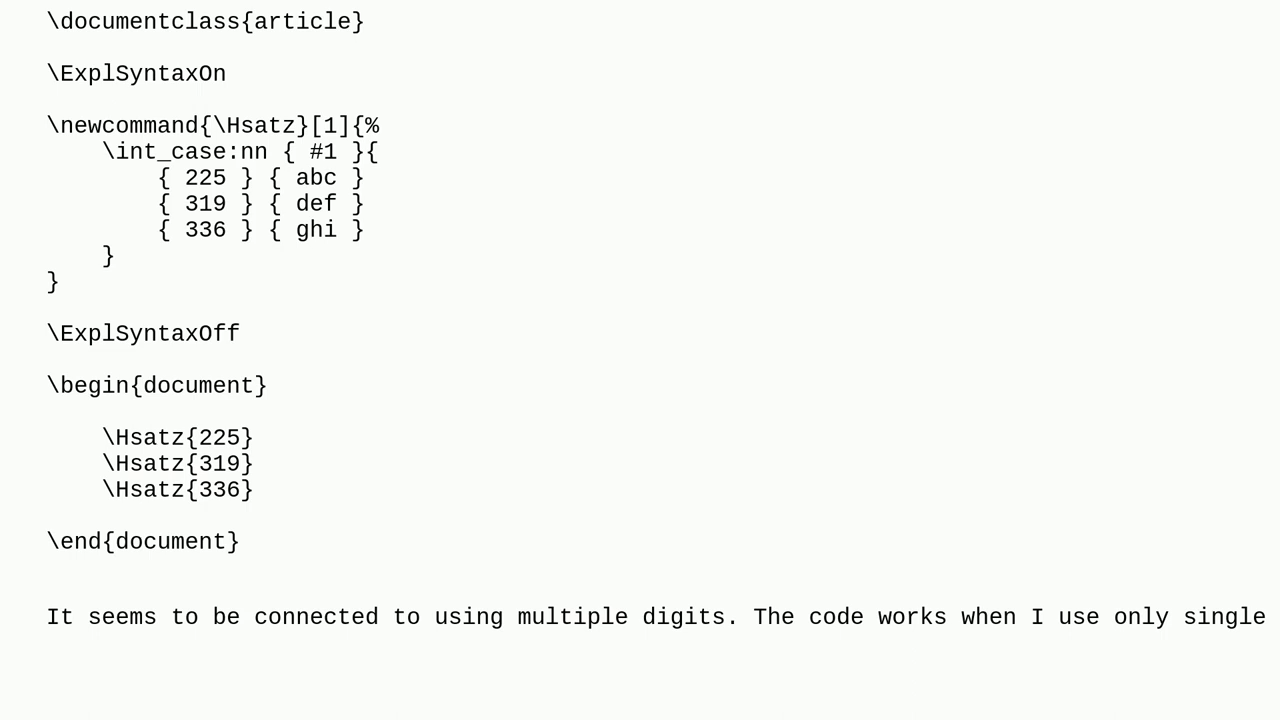 \documentclass{article}

\ExplSyntaxOn

\newcommand{\Hsatz}[1]{%
    \int_case:nn { #1 }{
        { 225 } { abc }
        { 319 } { def }
        { 336 } { ghi }
    }
}

\ExplSyntaxOff

\begin{document}

    \Hsatz{225}
    \Hsatz{319}
    \Hsatz{336}

\end{document}

It seems to be connected to using multiple digits. The code works when I use only single